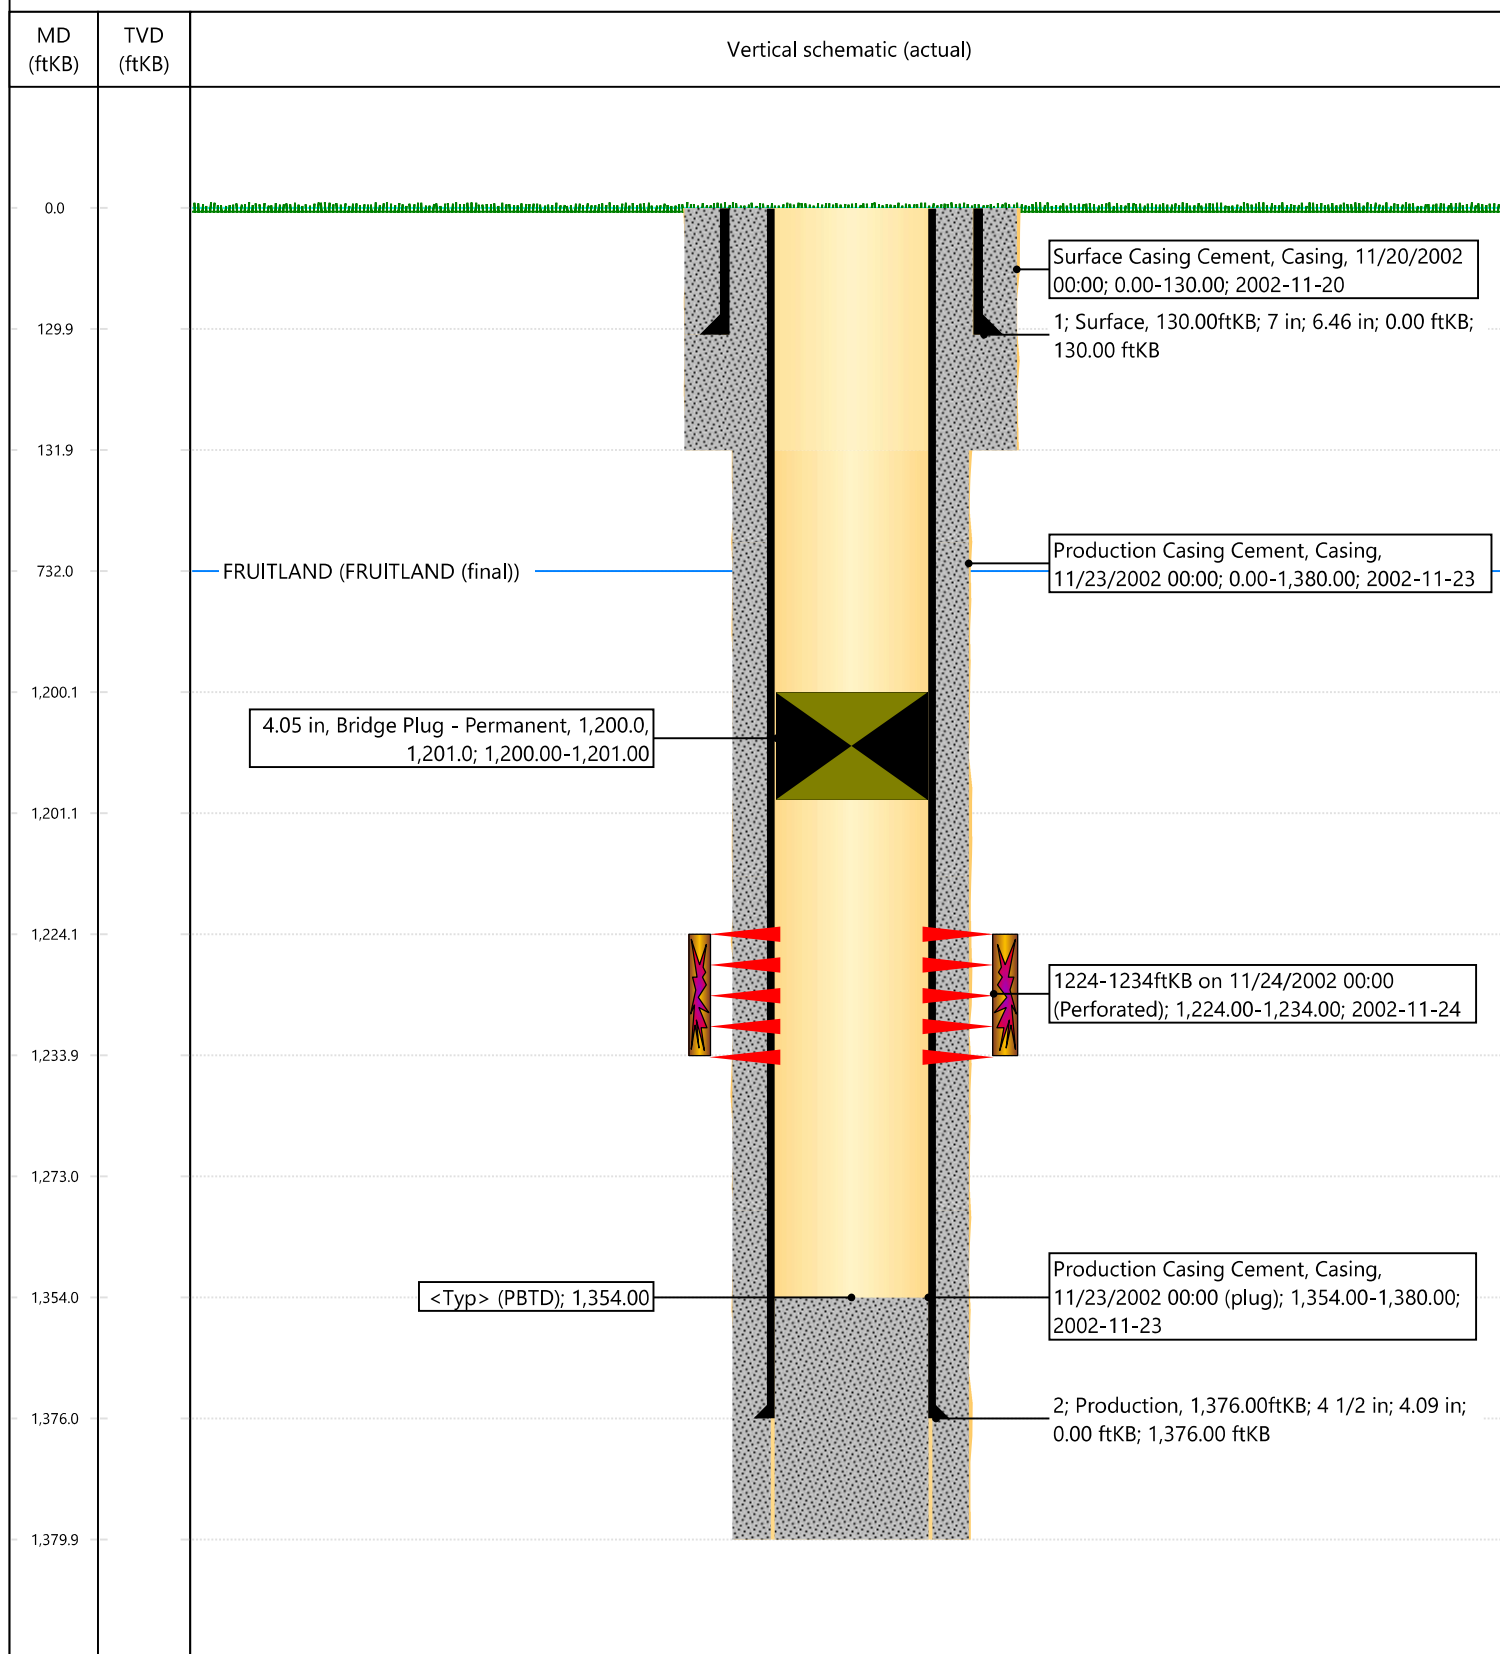 MD
(ftKB)
TVD
(ftKB)
Vertical schematic (actual)
0.0
Surface Casing Cement, Casing, 11/20/2002
00:00; 0.00-130.00; 2002-11-20
129.9
1; Surface, 130.00ftKB; 7 in; 6.46 in; 0.00 ftKB;
130.00 ftKB
131.9
732.0
FRUITLAND (FRUITLAND (final))
Production Casing Cement, Casing,
11/23/2002 00:00; 0.00-1,380.00; 2002-11-23
1,200.1
4.05 in, Bridge Plug - Permanent, 1,200.0,
1,201.0; 1,200.00-1,201.00
1,201.1
1,224.1
1224-1234ftKB on 11/24/2002 00:00
(Perforated); 1,224.00-1,234.00; 2002-11-24
1,233.9
1,273.0
1,354.0
<Typ> (PBTD); 1,354.00
Production Casing Cement, Casing,
11/23/2002 00:00 (plug); 1,354.00-1,380.00;
2002-11-23
1,376.0
2; Production, 1,376.00ftKB; 4 1/2 in; 4.09 in;
0.00 ftKB; 1,376.00 ftKB
1,379.9